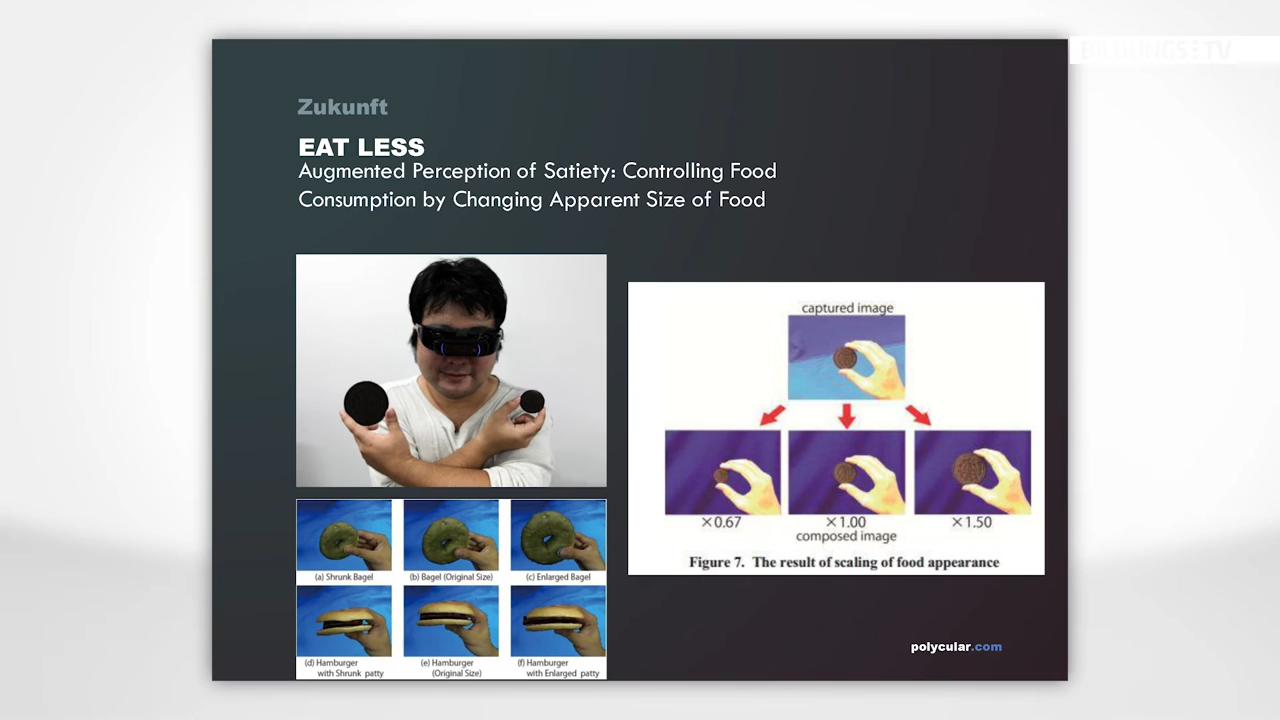 BILDUNGS TV
Zukunft
EAT LESS
Augmented Perception of Satiety: Controlling Food
Consumption by Changing Apparent Size of Food
captured image
×0.67
×1.00
×1.50
composed image
Figure 7. The result of scaling of food appearance
(a) Shrunk Bagel
(b) Bagel (Original Size)
(c) Enlarged Bagel
(d) Hamburger
with Shrunk patty
(e) Hamburger
(Original Size)
(f) Hamburger
with Enlarged patty
polycular.com